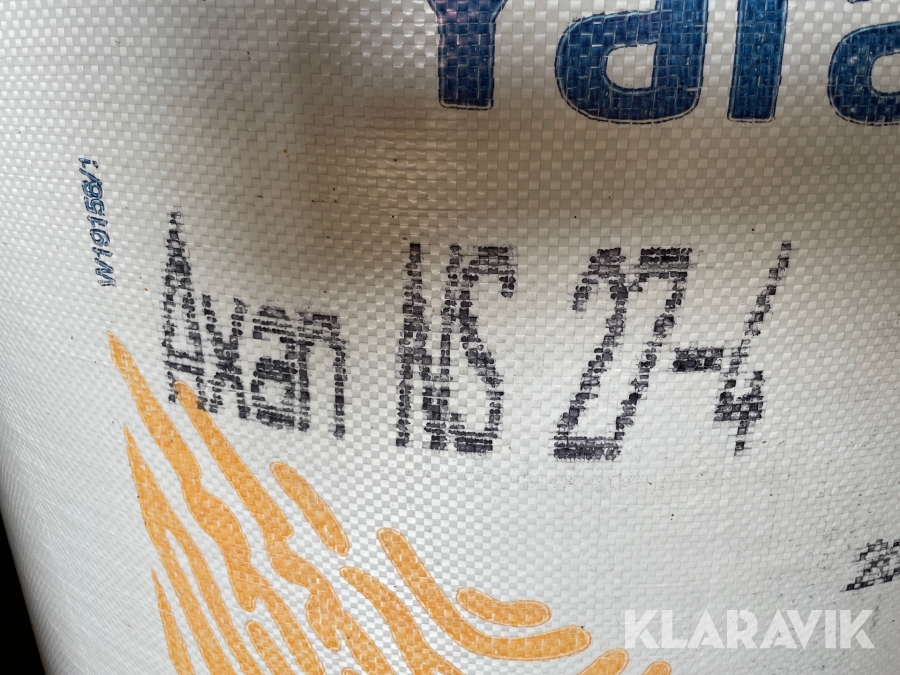 Yara
W19156/1
Axan NS 27-4
KLARAVIK